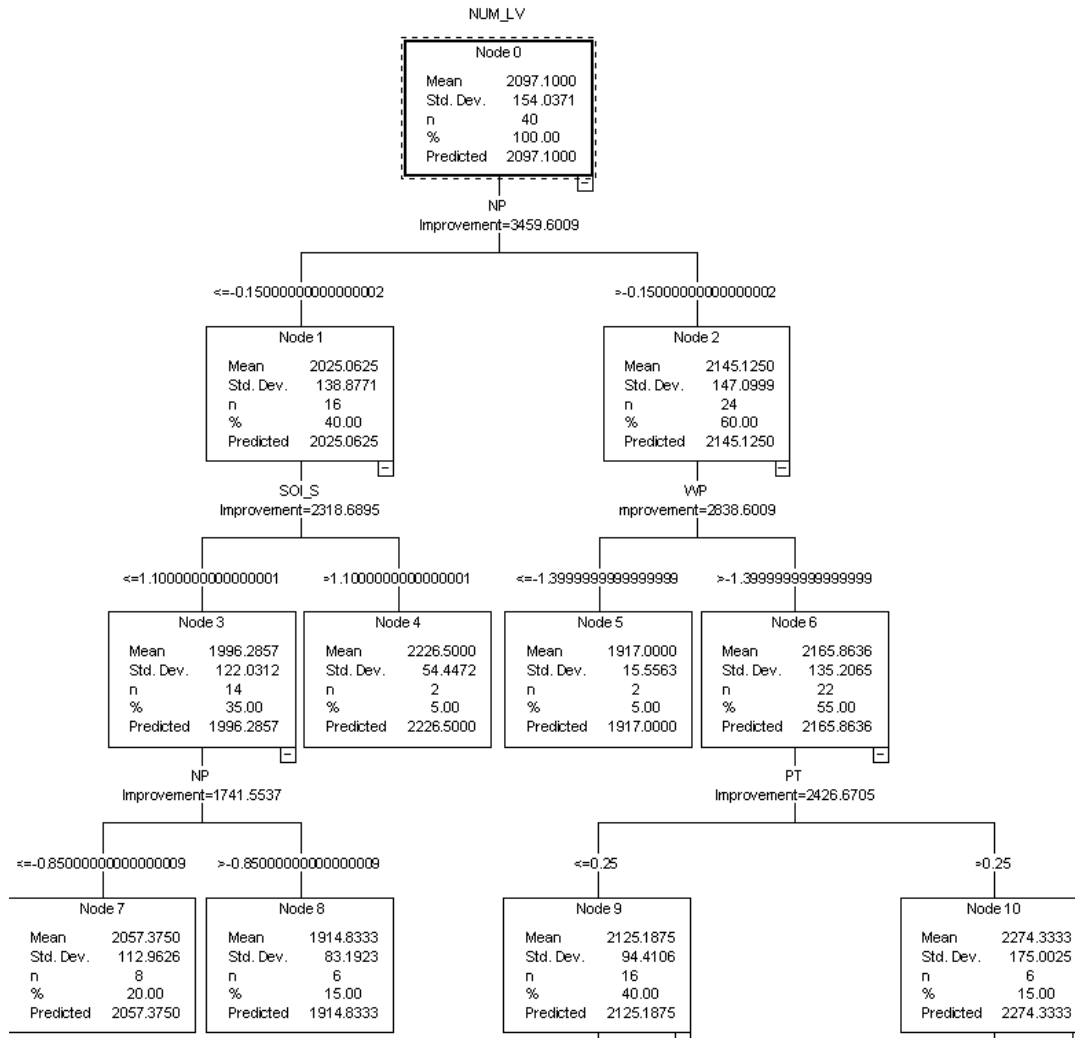 NUM_LV
Node 0
Mean 2097.1000
Std. Dev. 154.0371
n 40
% 100.00
Predicted 2097.1000
NP
Improvement=3459.6009
<=-0.15000000000000002
>-0.15000000000000002
Node 1
Mean 2025.0625
Std. Dev. 138.8771
n 16
% 40.00
Predicted 2025.0625
Node 2
Mean 2145.1250
Std. Dev. 147.0999
n 24
% 60.00
Predicted 2145.1250
SOI_S
Improvement=2318.6895
WP
mprovement=2838.6009
<=1.1000000000000001
>1.1000000000000001
<=-1.3999999999999999
>-1.3999999999999999
Node 3
Mean 1996.2857
Std. Dev. 122.0312
n 14
% 35.00
Predicted 1996.2857
Node 4
Mean 2226.5000
Std. Dev. 54.4472
n 2
% 5.00
Predicted 2226.5000
Node 5
Mean 1917.0000
Std. Dev. 15.5563
n 2
% 5.00
Predicted 1917.0000
Node 6
Mean 2165.8636
Std. Dev. 135.2065
n 22
% 55.00
Predicted 2165.8636
NP
Improvement=1741.5537
PT
Improvement=2426.6705
<=-0.85000000000000009
>-0.85000000000000009
<=0.25
>0.25
Node 7
Mean 2057.3750
Std. Dev. 112.9626
n 8
% 20.00
Predicted 2057.3750
Node 8
Mean 1914.8333
Std. Dev. 83.1923
n 6
% 15.00
Predicted 1914.8333
Node 9
Mean 2125.1875
Std. Dev. 94.4106
n 16
% 40.00
Predicted 2125.1875
Node 10
Mean 2274.3333
Std. Dev. 175.0025
n 6
% 15.00
Predicted 2274.3333